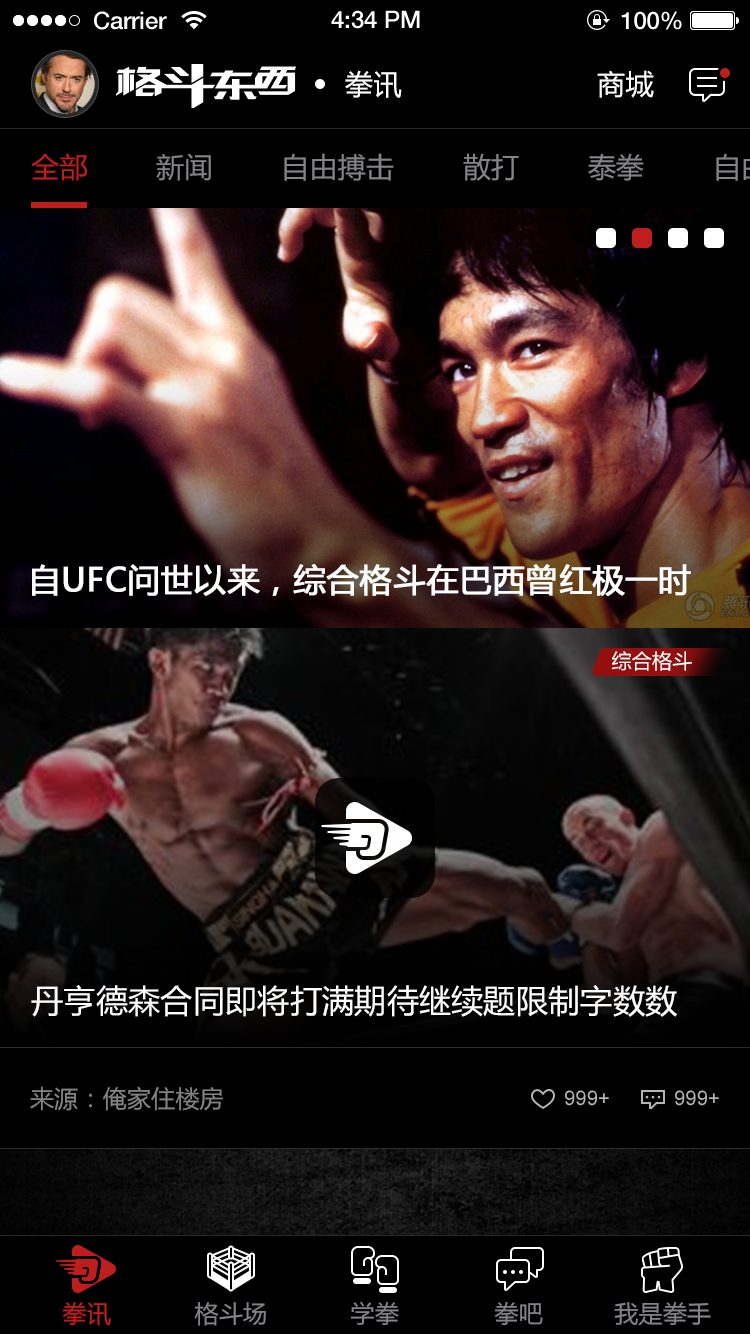 Carrier 4:34 PM 100%
格斗东西 • 拳讯 商城
全部 新闻 自由搏击 散打 泰拳 自由
自UFC问世以来，综合格斗在巴西曾红极一时
综合格斗
丹亨德森合同即将打满期待继续题限制字数数
来源：俺家住楼房 999+ 999+
拳讯 格斗场 学拳 拳吧 我是拳手